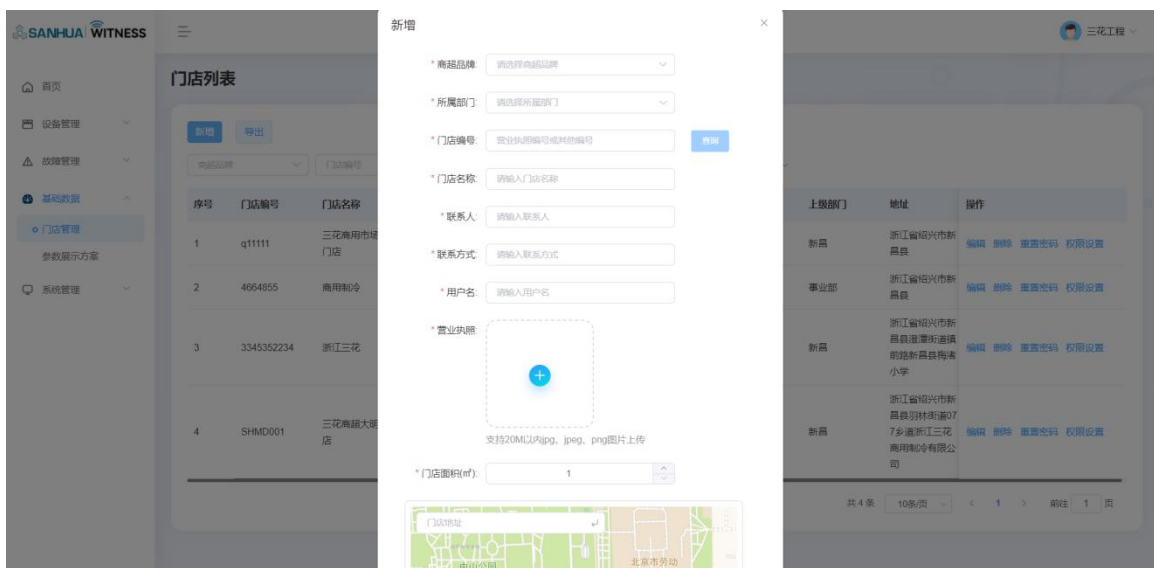 SANHUA WITNESS
三花工程
首页
设备管理
故障管理
基础数据
门店管理
参数展示方案
系统管理
门店列表
新增
导出
商超品牌
门店编号
序号 门店编号 门店名称 上级部门 地址 操作
1 q11111 三花商用市场
门店
新昌
浙江省绍兴市新
昌县
编辑 删除 重置密码 权限设置
2 4664855 商用制冷 事业部
浙江省绍兴市新
昌县
编辑 删除 重置密码 权限设置
3 3345352234 浙江三花 新昌
浙江省绍兴市新
昌县澄潭街道镇
前路新昌县梅渚
小学
编辑 删除 重置密码 权限设置
4 SHMD001 三花商超大明
店
新昌
浙江省绍兴市新
昌县羽林街道07
7乡道浙江三花
商用制冷有限公
司
编辑 删除 重置密码 权限设置
共 4 条 10条/页 1 前往 1 页
新增
* 商超品牌: 请选择商超品牌
* 所属部门: 请选择所属部门
* 门店编号: 营业执照编号或其他编号 查询
* 门店名称: 请输入门店名称
* 联系人: 请输入联系人
* 联系方式: 请输入联系方式
* 用户名: 请输入用户名
* 营业执照:
支持20M以内jpg、jpeg、png图片上传
* 门店面积(㎡): 1
门店地址
中山公园
北京市劳动